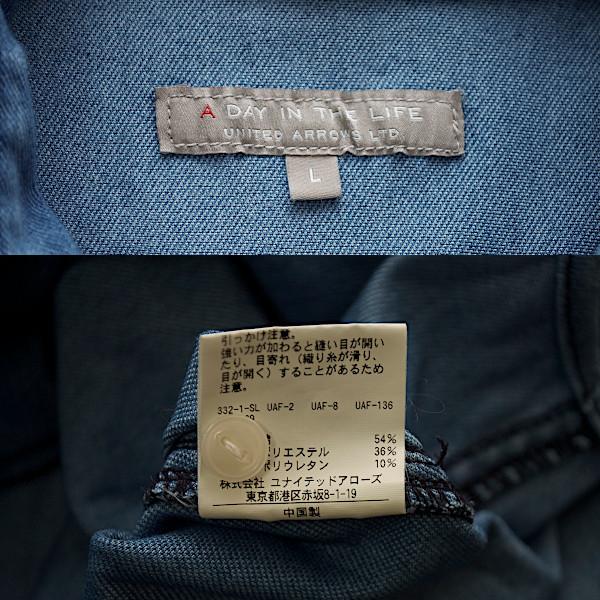 A DAY IN THE LIFE
UNITED ARROWS LTD.
L
引っかけ注意。
強い力が加わると縫い目が開い
たり、目寄れ（織り糸が滑り、
目が開く）することがあるため
注意。
332-1-SL UAF-2 UAF-8 UAF-136
54%
リエステル 36%
ポリウレタン 10%
株式会社 ユナイテッドアローズ
東京都港区赤坂8-1-19
中国製